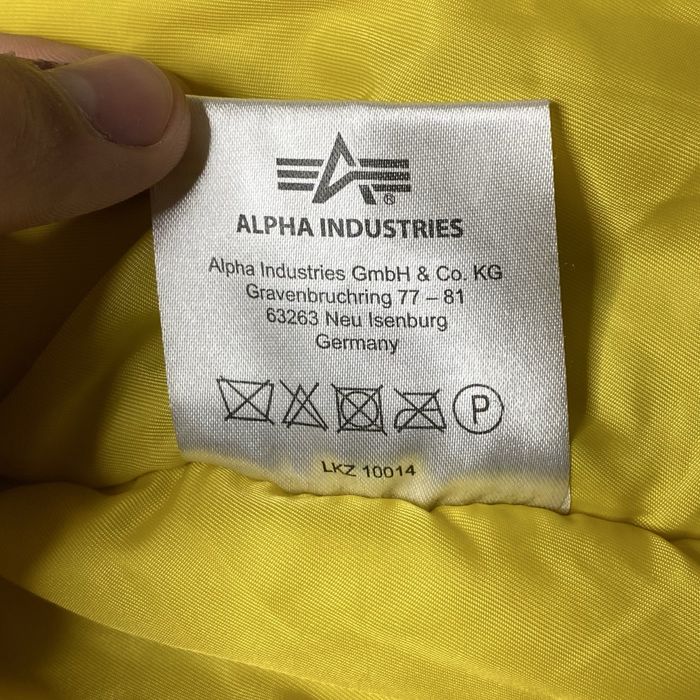 ®
ALPHA INDUSTRIES
Alpha Industries GmbH & Co. KG
Gravenbruchring 77 – 81
63263 Neu Isenburg
Germany
P
LKZ 10014